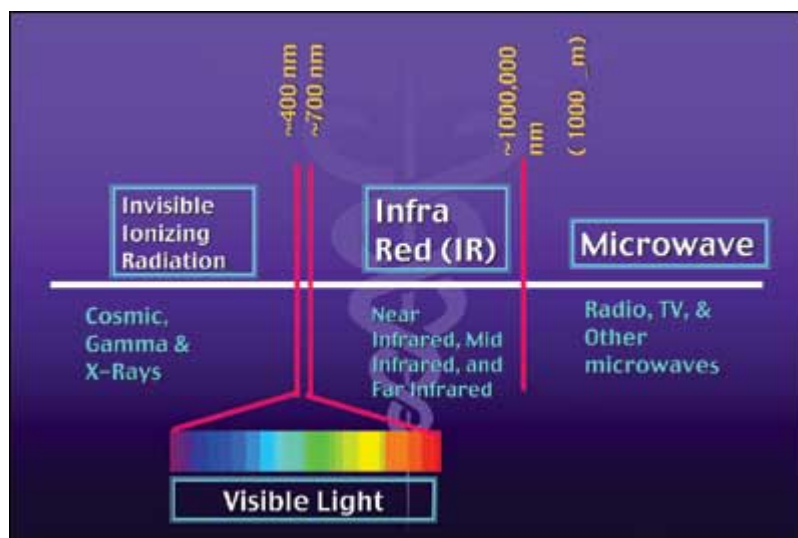 ~400 nm
~700 nm
~1000,000
nm
( 1000 _m)
Invisible
Ionizing
Radiation
Infra
Red (IR)
Microwave
Cosmic,
Gamma &
X-Rays
Near
Infrared, Mid
Infrared, and
Far Infrared
Radio, TV, &
Other
microwaves
Visible Light